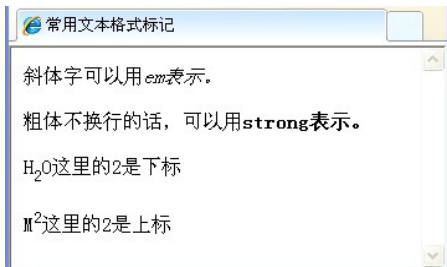 常用文本格式标记
斜体字可以用em表示。
粗体不换行的话，可以用strong表示。
H₂O这里的2是下标
M²这里的2是上标